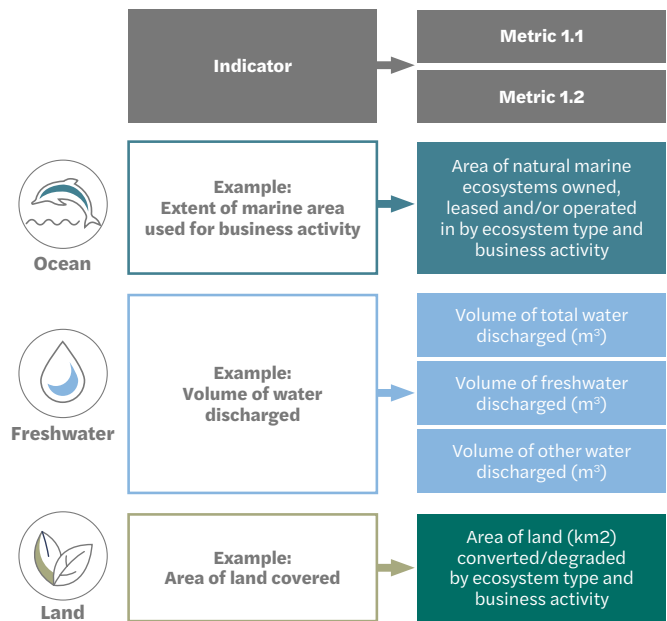 Indicator
Metric 1.1
Metric 1.2
Ocean
Example:
Extent of marine area
used for business activity
Area of natural marine
ecosystems owned,
leased and/or operated
in by ecosystem type and
business activity
Freshwater
Example:
Volume of water
discharged
Volume of total water
discharged (m³)
Volume of freshwater
discharged (m³)
Volume of other water
discharged (m³)
Land
Example:
Area of land covered
Area of land (km2)
converted/degraded
by ecosystem type and
business activity